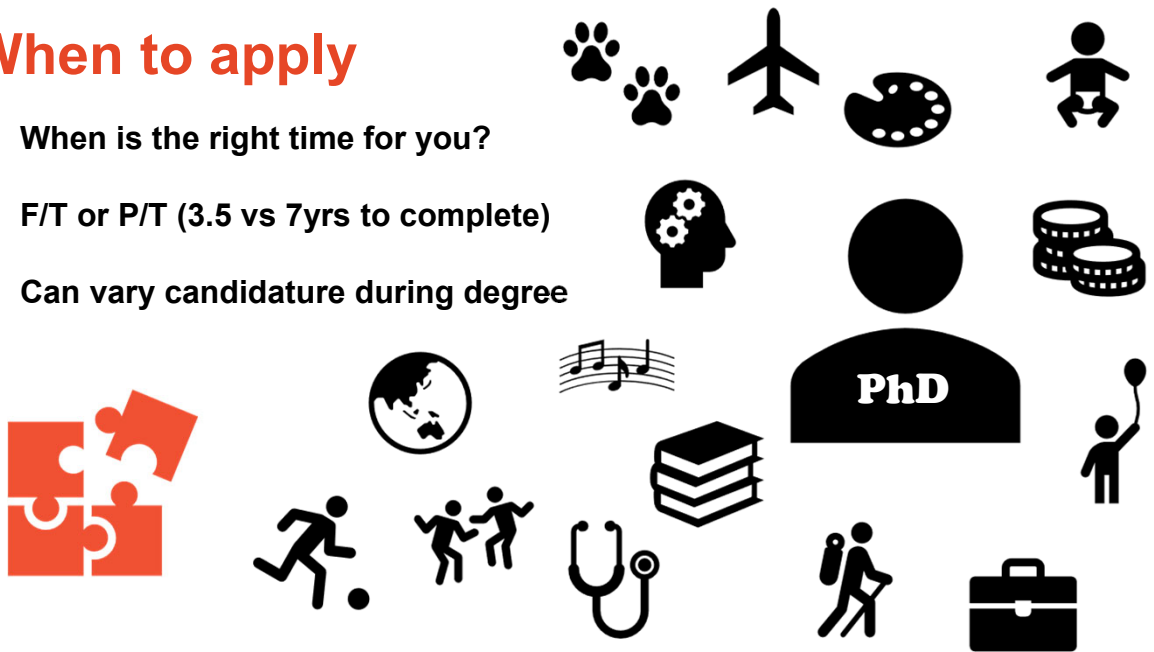 When to apply
When is the right time for you?
F/T or P/T (3.5 vs 7yrs to complete)
Can vary candidature during degree
PhD